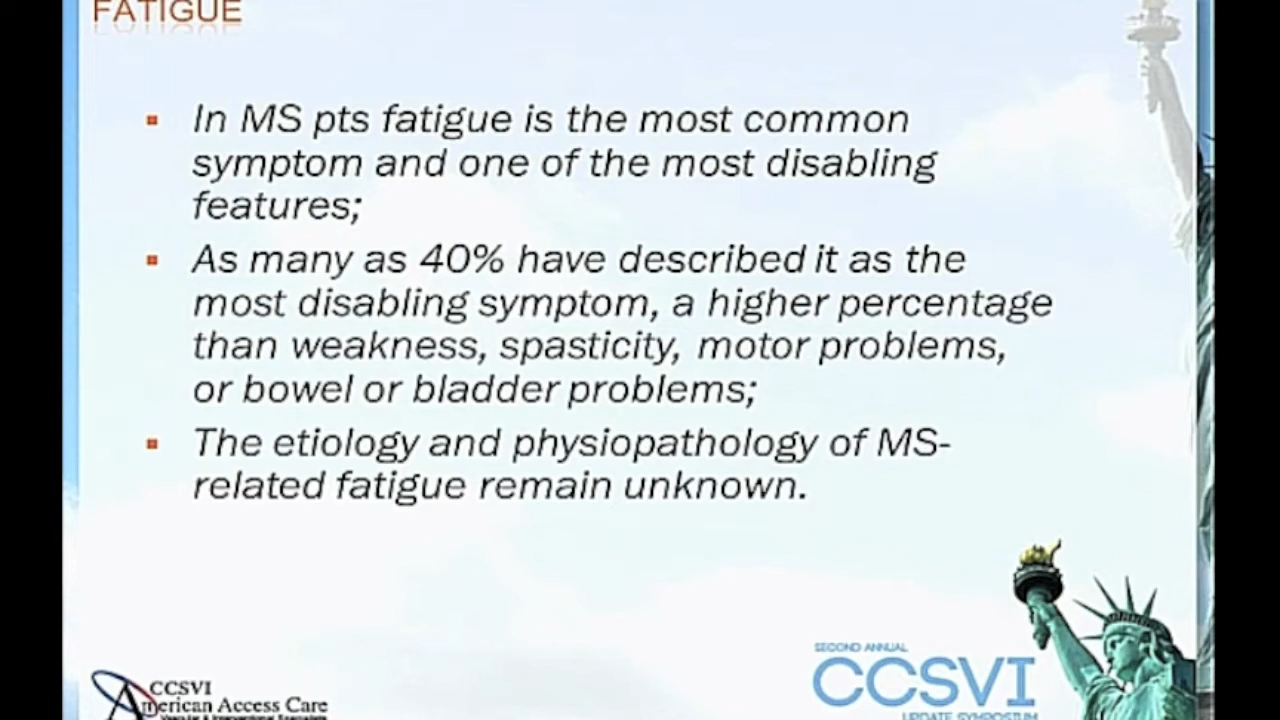 FATIGUE
In MS pts fatigue is the most common
symptom and one of the most disabling
features;
As many as 40% have described it as the
most disabling symptom, a higher percentage
than weakness, spasticity, motor problems,
or bowel or bladder problems;
The etiology and physiopathology of MS-
related fatigue remain unknown.
CCSVI
American Access Care
Vascular & Interventional Specialists
SECOND ANNUAL
CCSVI
UPDATE SYMPOSIUM